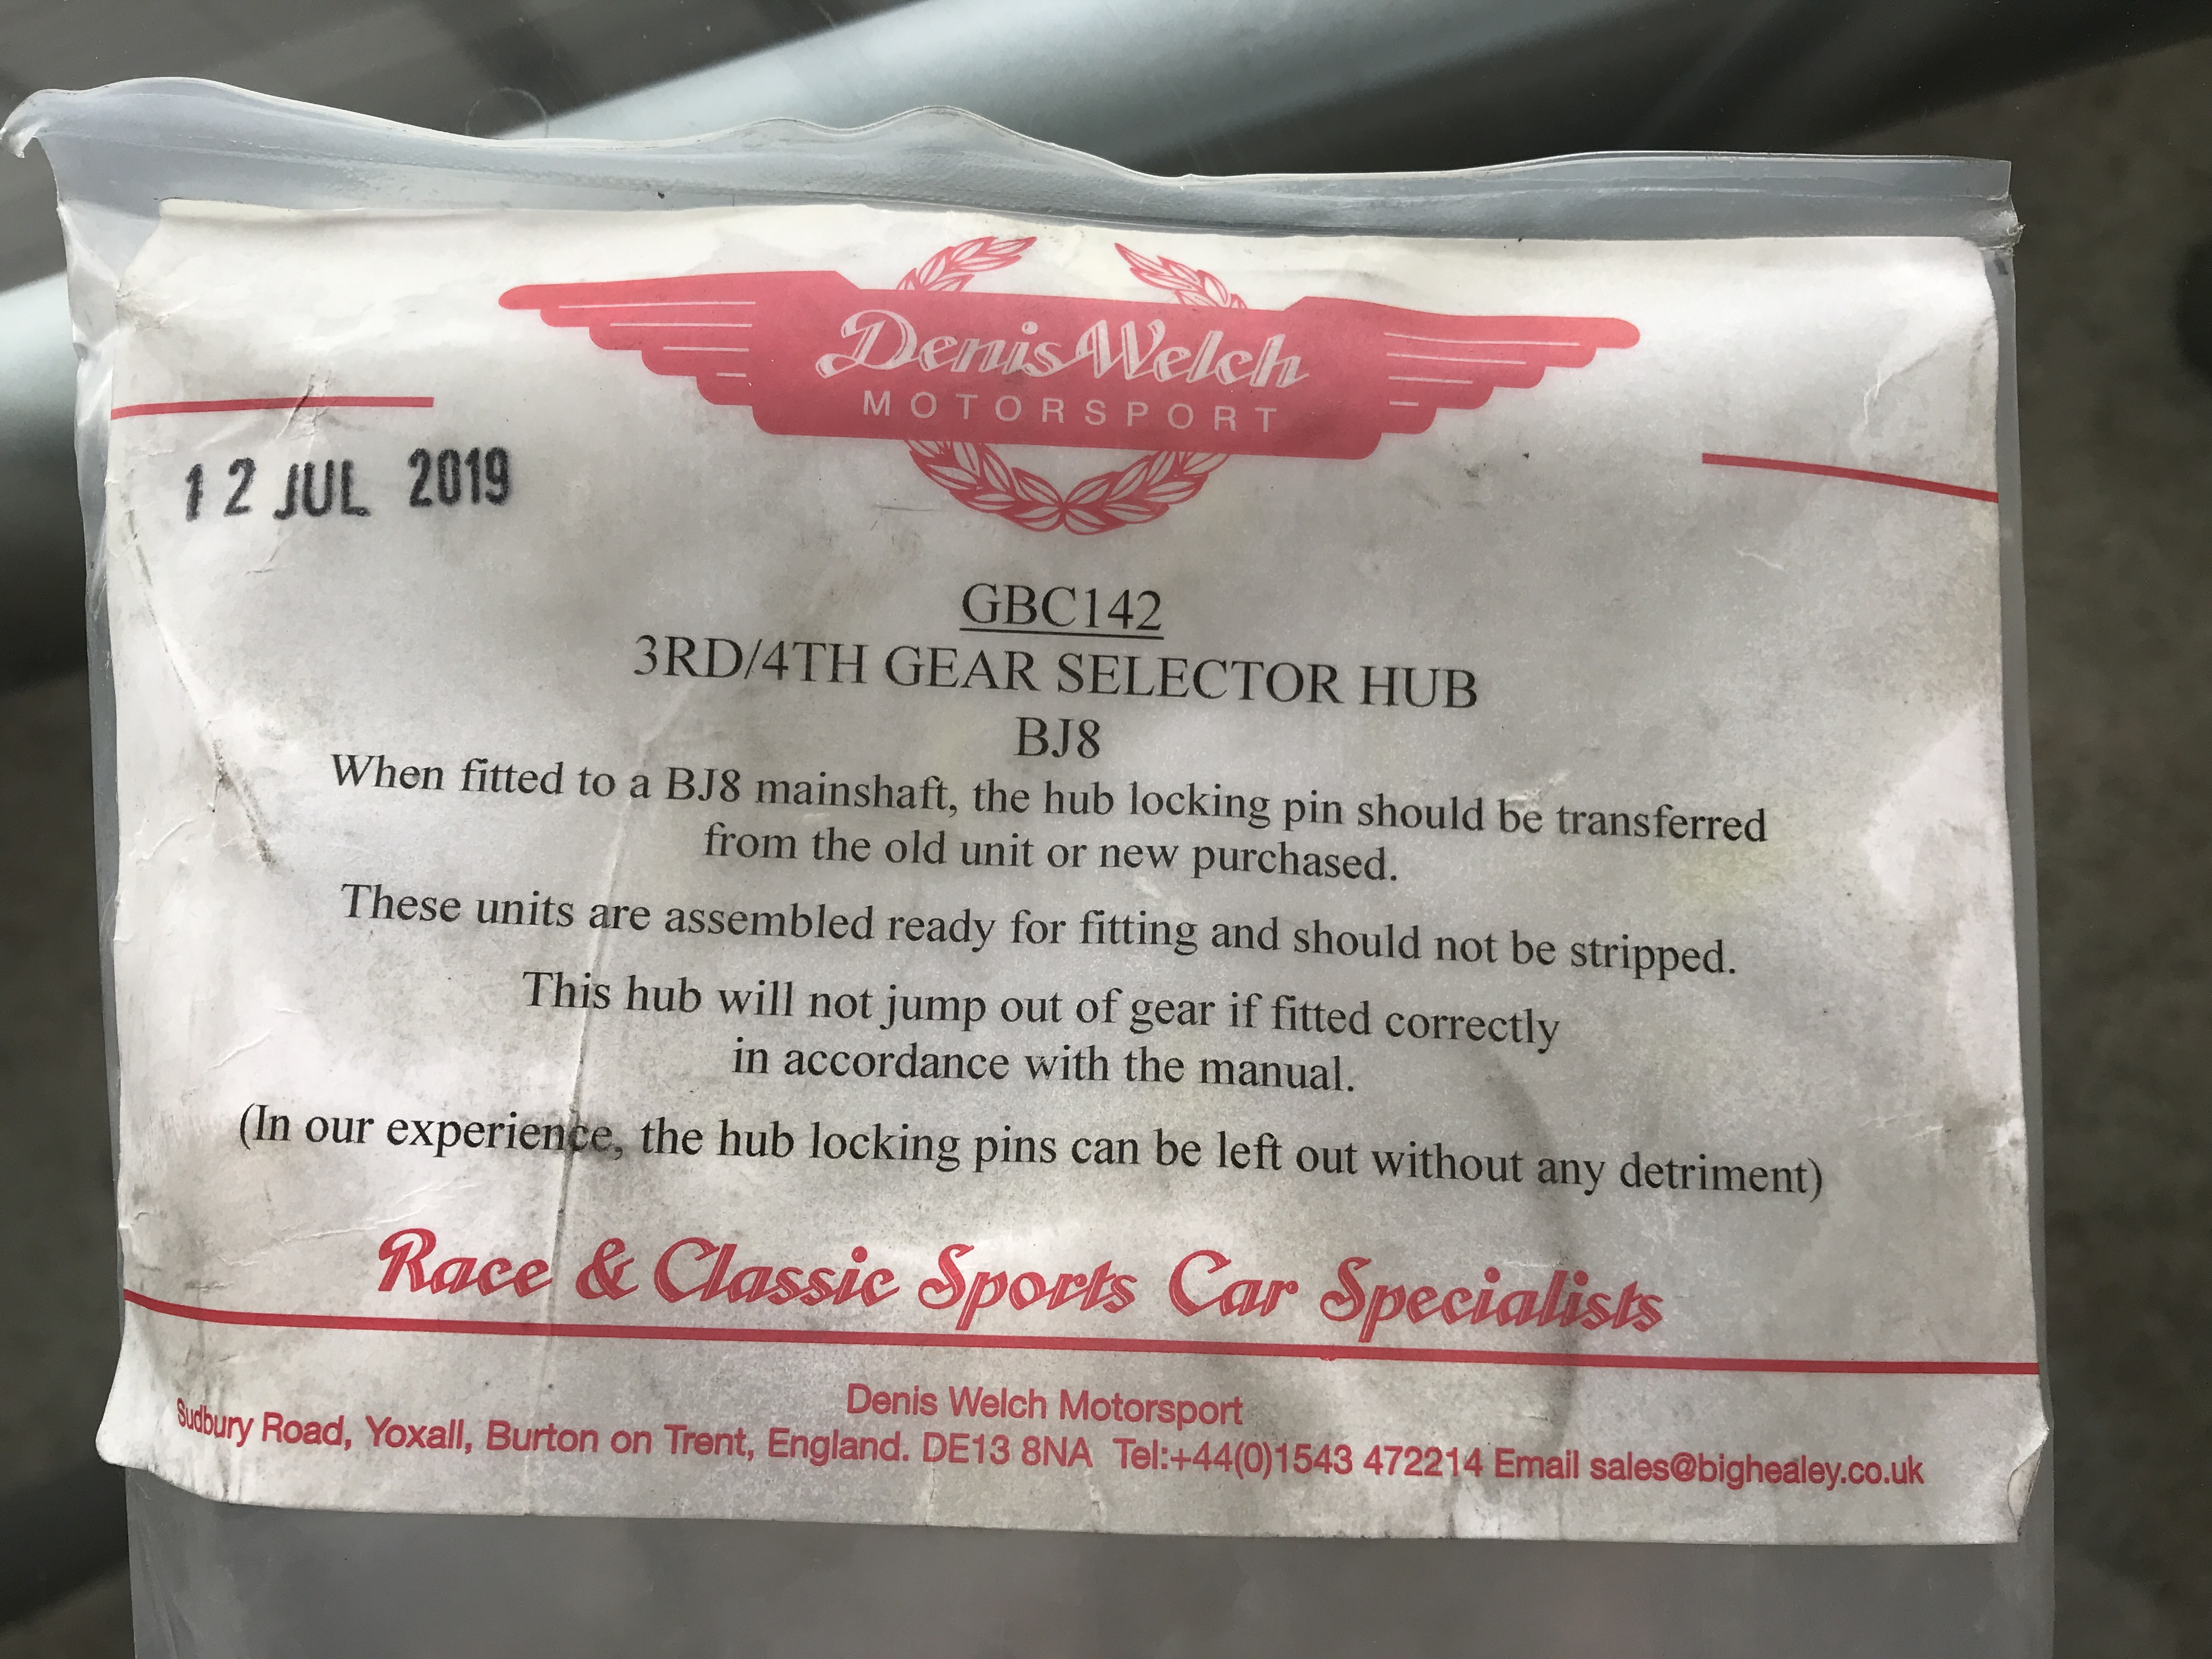 Denis Welch
MOTORSPORT
12 JUL 2019
GBC142
3RD/4TH GEAR SELECTOR HUB
BJ8
When fitted to a BJ8 mainshaft, the hub locking pin should be transferred
from the old unit or new purchased.
These units are assembled ready for fitting and should not be stripped.
This hub will not jump out of gear if fitted correctly
in accordance with the manual.
(In our experience, the hub locking pins can be left out without any detriment)
Race & Classic Sports Car Specialists
Denis Welch Motorsport
Sudbury Road, Yoxall, Burton on Trent, England. DE13 8NA Tel:+44(0)1543 472214 Email sales@bighealey.co.uk